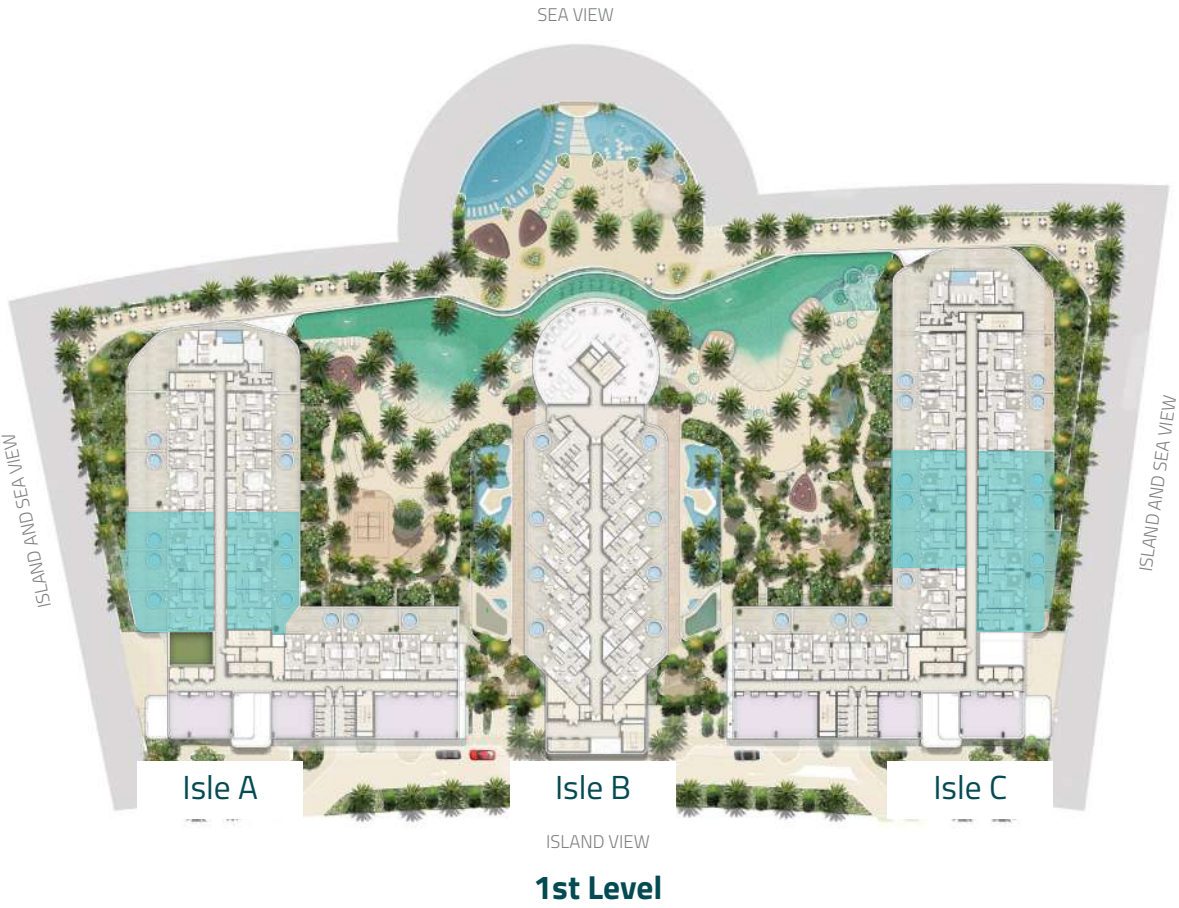 SEA VIEW
ISLAND AND SEA VIEW
ISLAND AND SEA VIEW
Isle A
Isle B
Isle C
ISLAND VIEW
1st Level